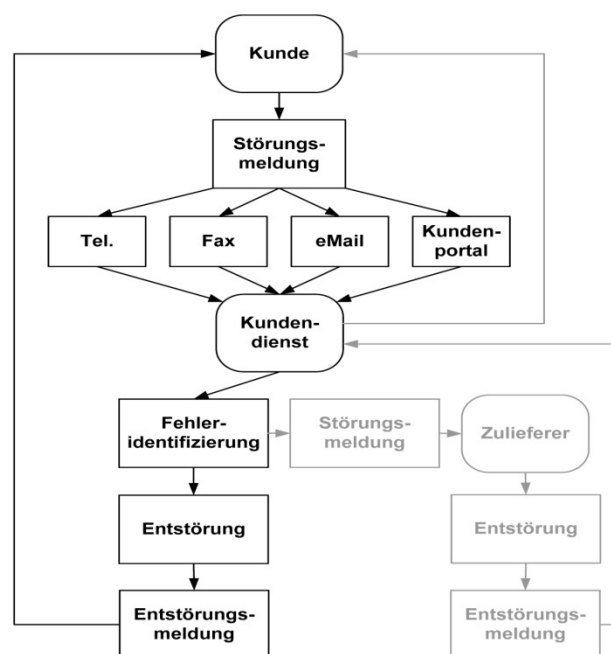 Kunde
Störungs-
meldung
Tel.
Fax
eMail
Kunden-
portal
Kunden-
dienst
Fehler-
identifizierung
Störungs-
meldung
Zulieferer
Entstörung
Entstörung
Entstörungs-
meldung
Entstörungs-
meldung